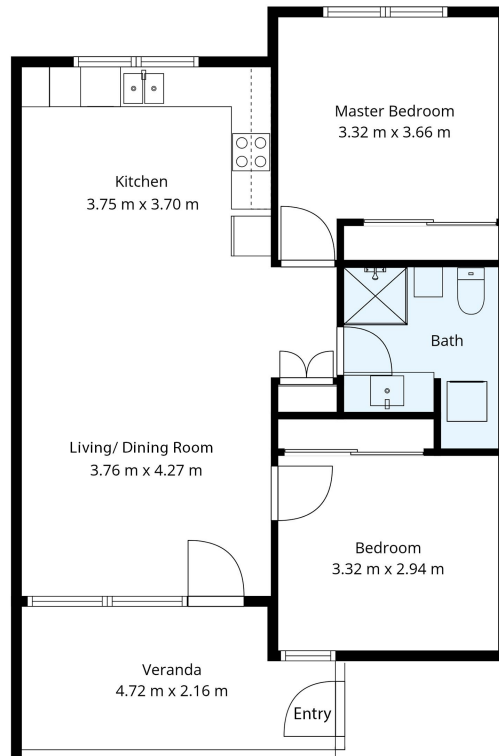 Master Bedroom
3.32 m x 3.66 m
Kitchen
3.75 m x 3.70 m
Bath
Living/ Dining Room
3.76 m x 4.27 m
Bedroom
3.32 m x 2.94 m
Veranda
4.72 m x 2.16 m
Entry